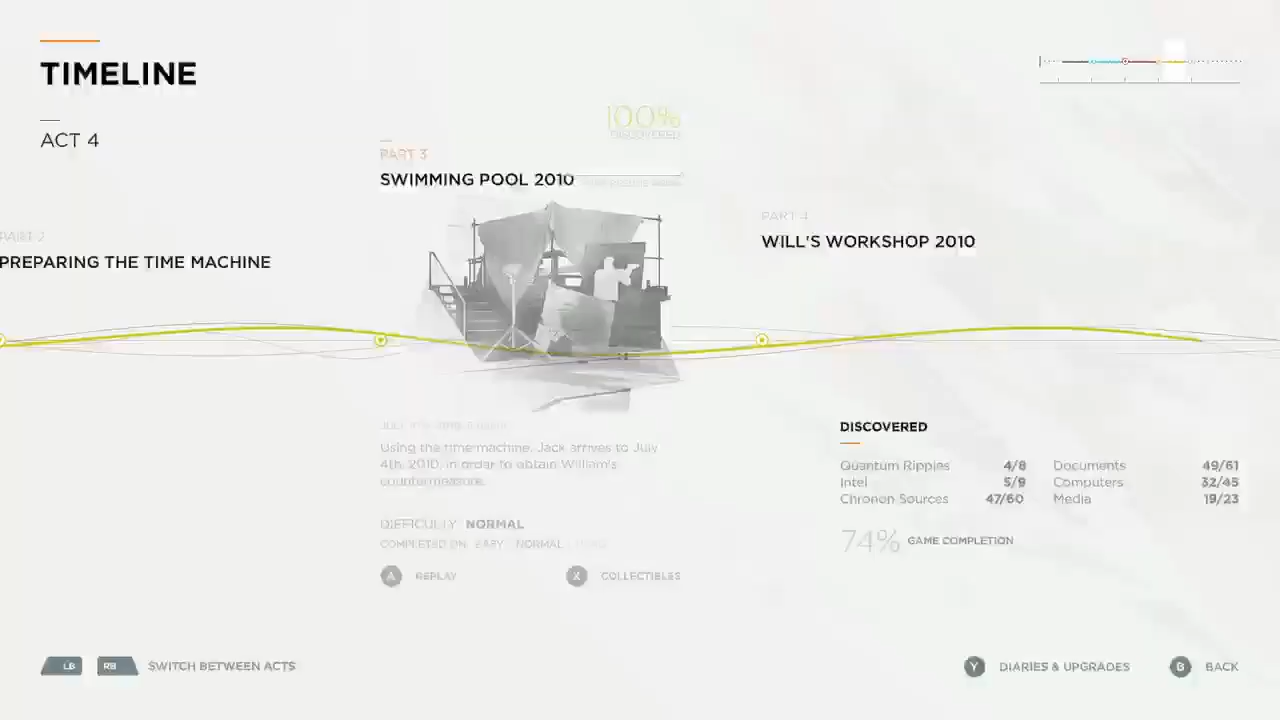 TIMELINE
ACT 4
100%
DISCOVERED
PART 3
SWIMMING POOL 2010
PART 4
WILL'S WORKSHOP 2010
PART 2
PREPARING THE TIME MACHINE
Using the time machine, Jack arrives to July
4th, 2010, in order to obtain William's
countermeasure.
DISCOVERED
Quantum Ripples 4/8 Documents 49/61
Intel 5/9 Computers 32/45
Chronon Sources 47/60 Media 19/23
74% GAME COMPLETION
DIFFICULTY NORMAL
COMPLETED ON EASY NORMAL
A REPLAY X COLLECTIBLES
LB RB SWITCH BETWEEN ACTS
Y DIARIES & UPGRADES B BACK